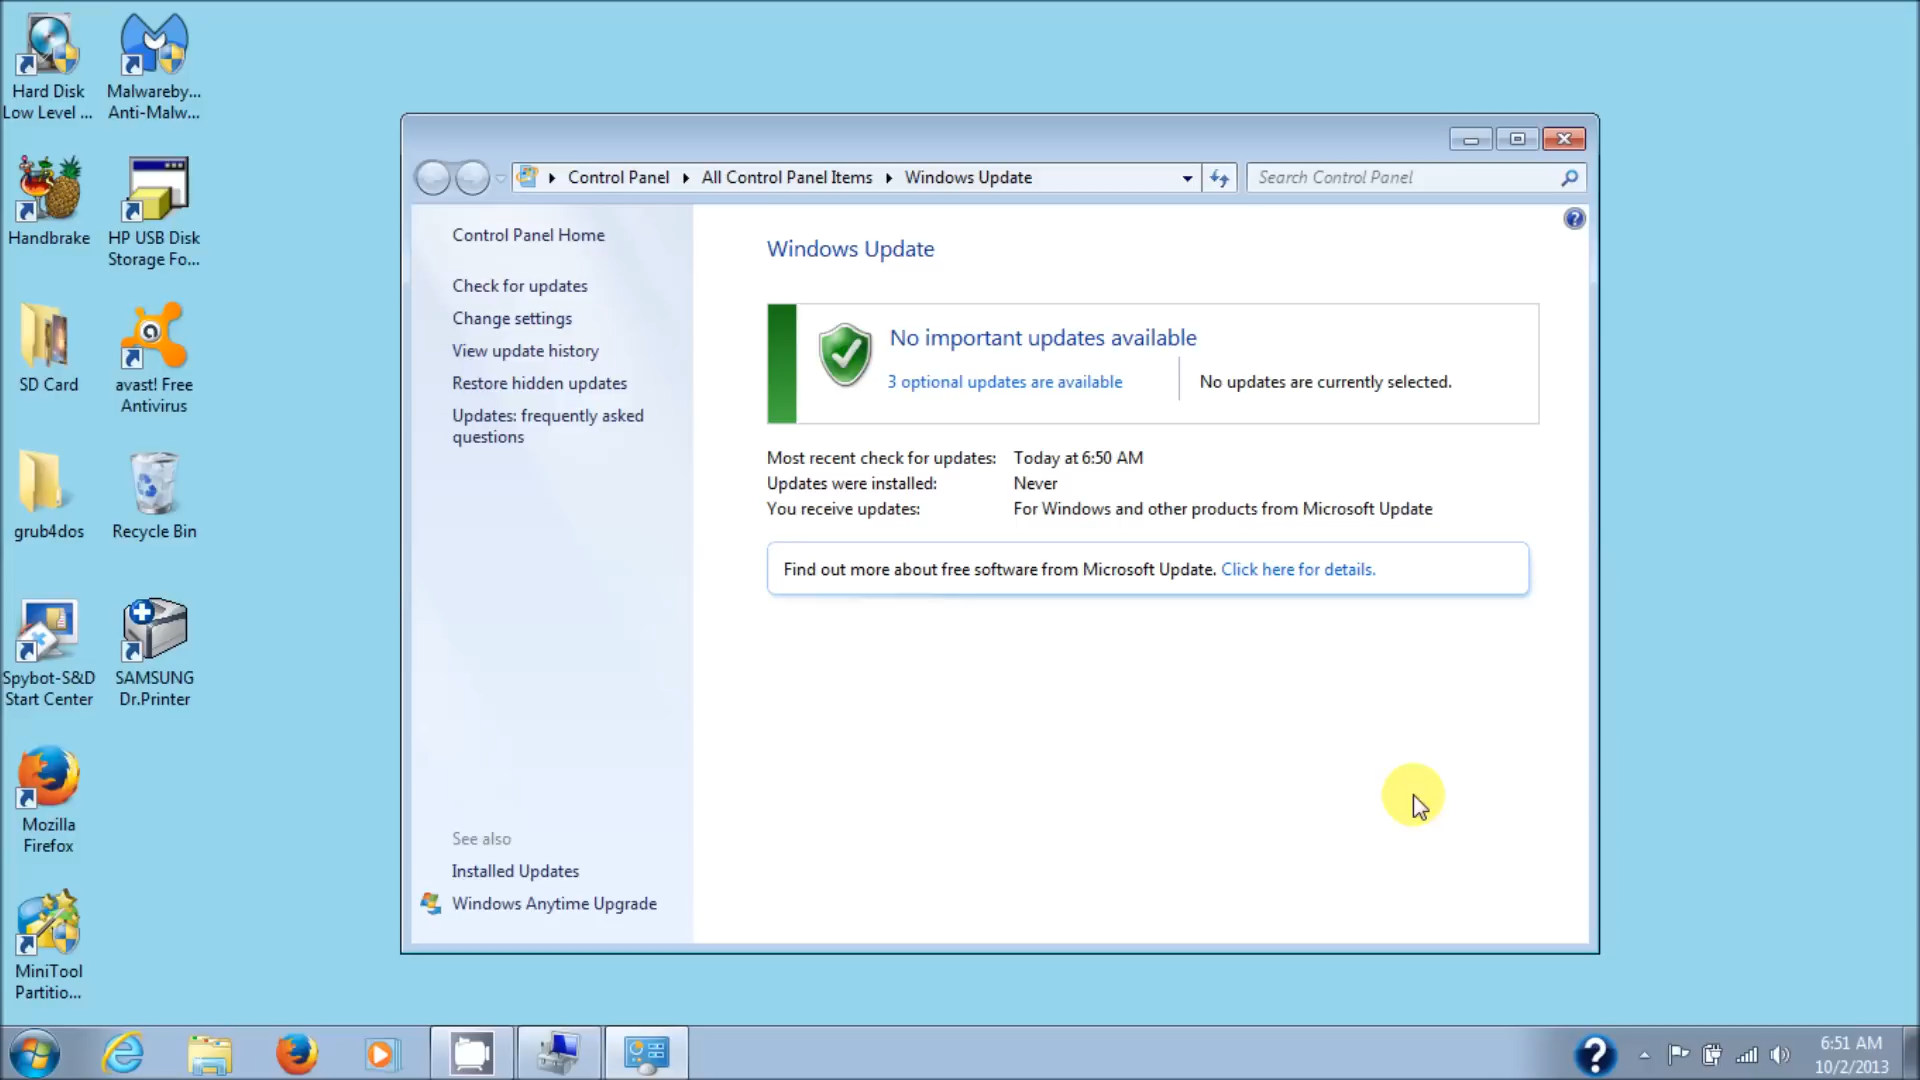 Hard Disk
Low Level ...
Malwareby...
Anti-Malw...
Handbrake
HP USB Disk
Storage Fo...
SD Card
avast! Free
Antivirus
grub4dos
Recycle Bin
Spybot-S&D
Start Center
SAMSUNG
Dr.Printer
Mozilla
Firefox
MiniTool
Partitio...
Control Panel
All Control Panel Items
Windows Update
Search Control Panel
Control Panel Home
Check for updates
Change settings
View update history
Restore hidden updates
Updates: frequently asked
questions
See also
Installed Updates
Windows Anytime Upgrade
Windows Update
No important updates available
3 optional updates are available
No updates are currently selected.
Most recent check for updates: Today at 6:50 AM
Updates were installed: Never
You receive updates: For Windows and other products from Microsoft Update
Find out more about free software from Microsoft Update. Click here for details.
6:51 AM
10/2/2013